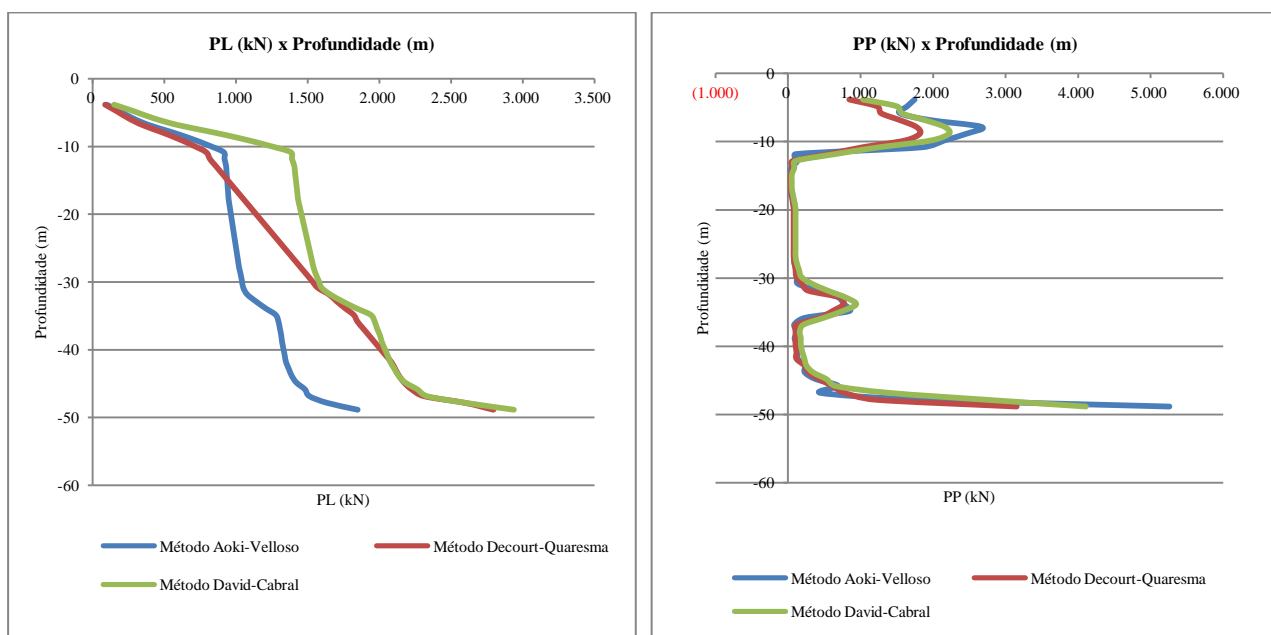 PL (kN) x Profundidade (m)
0 500 1.000 1.500 2.000 2.500 3.000 3.500
0
-10
-20
-30
-40
-50
-60
Profundidade (m)
PL (kN)
Método Aoki-Velloso
Método Decourt-Quaresma
Método David-Cabral
PP (kN) x Profundidade (m)
(1.000) 0 1.000 2.000 3.000 4.000 5.000 6.000
0
-10
-20
-30
-40
-50
-60
Profundidade (m)
PP (kN)
Método Aoki-Velloso
Método Decourt-Quaresma
Método David-Cabral